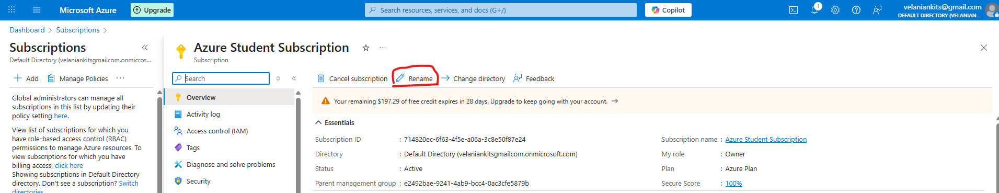 Microsoft Azure
Upgrade
Search resources, services, and docs (G+/)
Copilot
1
velaniankits@gmail.com
DEFAULT DIRECTORY (VELANIAN...
Dashboard > Subscriptions >
Subscriptions
Default Directory (velaniankitsgmailcom.onmicros...
+ Add
Manage Policies
...
Global administrators can manage all
subscriptions in this list by updating their
policy setting here.
View list of subscriptions for which you
have role-based access control (RBAC)
permissions to manage Azure resources. To
view subscriptions for which you have
billing access, click here
Showing subscriptions in Default Directory
directory. Don't see a subscription? Switch
directories.
Azure Student Subscription
...
Subscription
Search
Overview
Activity log
Access control (IAM)
Tags
Diagnose and solve problems
Security
Cancel subscription
Rename
Change directory
Feedback
Your remaining $197.29 of free credit expires in 28 days. Upgrade to keep going with your account.
Essentials
Subscription ID : 714820ec-6f63-4f5e-a06a-3c8e50f87e24
Directory : Default Directory (velaniankitsgmailcom.onmicrosoft.com)
Status : Active
Parent management group : e2492bae-9241-4ab9-bcc4-0ac3cfe5879b
Subscription name : Azure Student Subscription
My role : Owner
Plan : Azure Plan
Secure Score : 100%